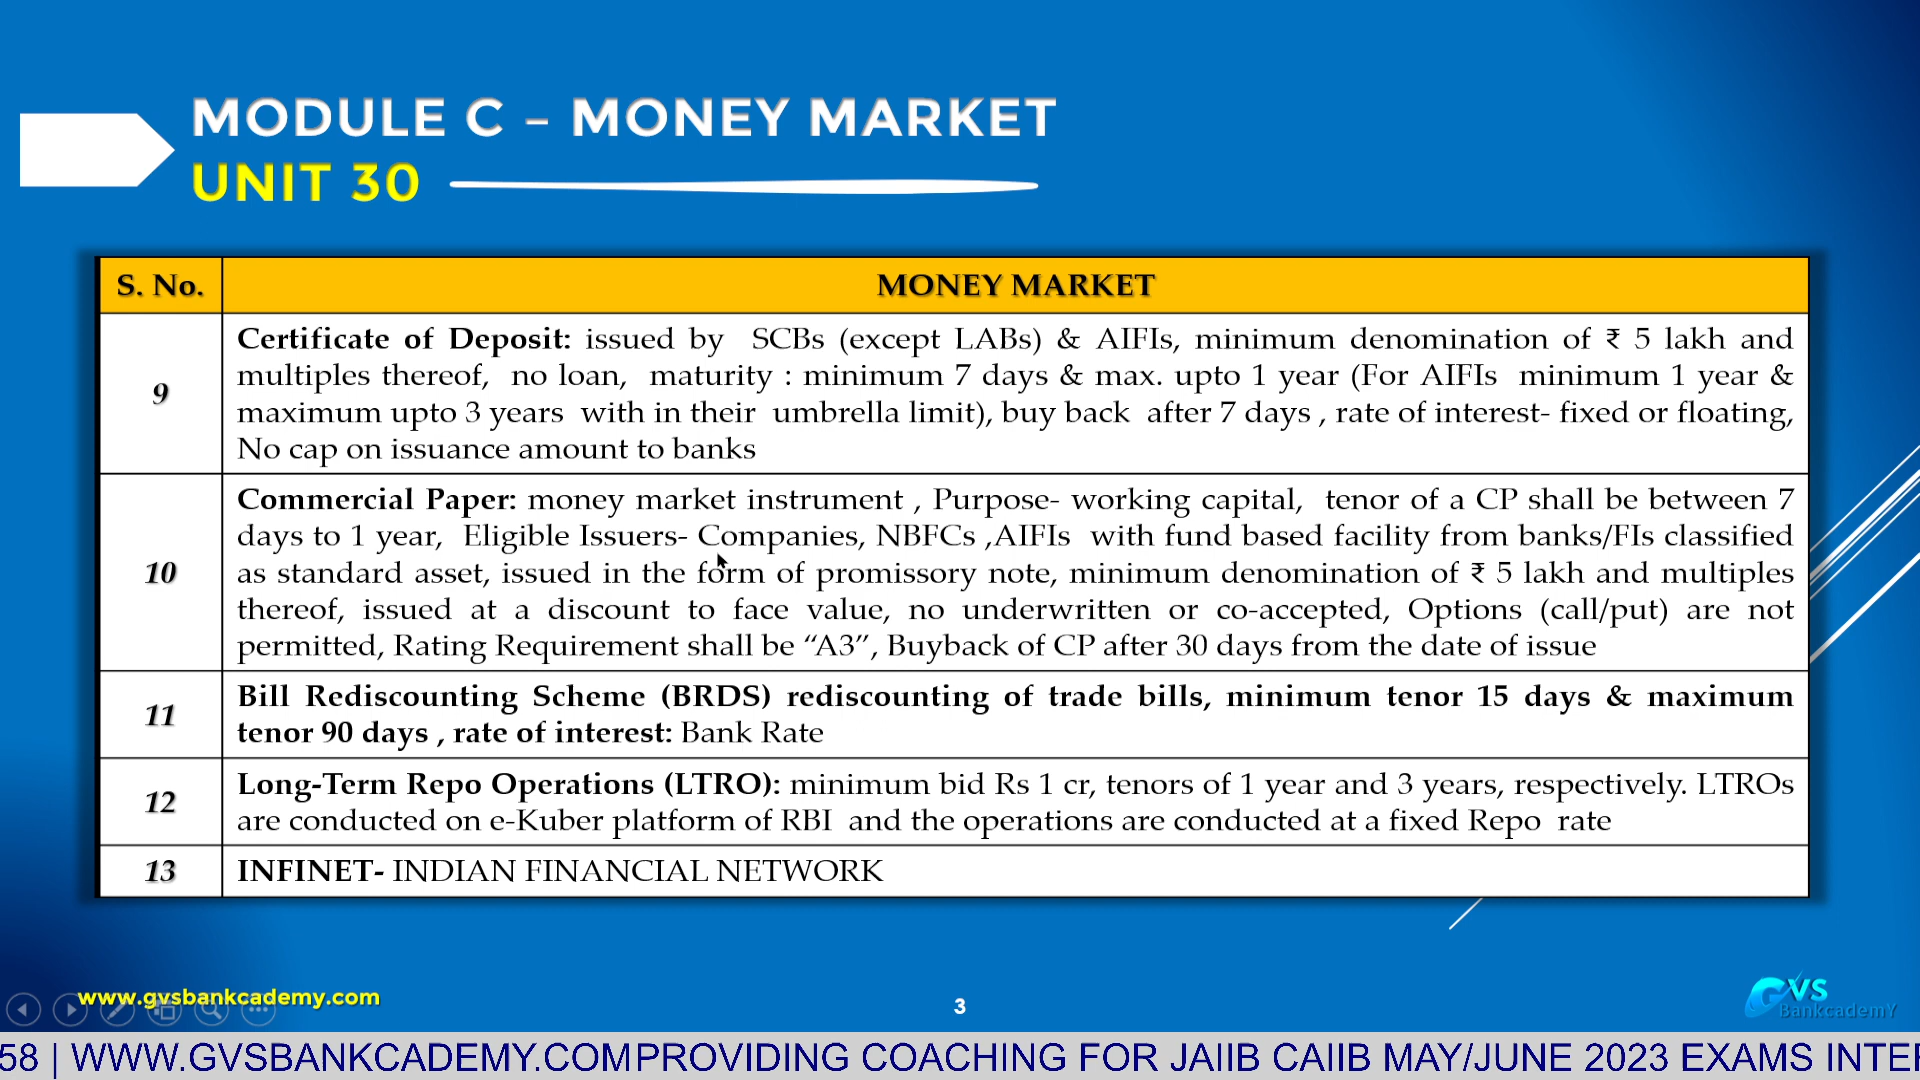 MODULE C – MONEY MARKET
UNIT 30
S. No.
MONEY MARKET
9
Certificate of Deposit: issued by SCBs (except LABs) & AIFIs, minimum denomination of ₹ 5 lakh and
multiples thereof, no loan, maturity : minimum 7 days & max. upto 1 year (For AIFIs minimum 1 year &
maximum upto 3 years with in their umbrella limit), buy back after 7 days , rate of interest- fixed or floating,
No cap on issuance amount to banks
10
Commercial Paper: money market instrument , Purpose- working capital, tenor of a CP shall be between 7
days to 1 year, Eligible Issuers- Companies, NBFCs ,AIFIs with fund based facility from banks/FIs classified
as standard asset, issued in the form of promissory note, minimum denomination of ₹ 5 lakh and multiples
thereof, issued at a discount to face value, no underwritten or co-accepted, Options (call/put) are not
permitted, Rating Requirement shall be “A3”, Buyback of CP after 30 days from the date of issue
11
Bill Rediscounting Scheme (BRDS) rediscounting of trade bills, minimum tenor 15 days & maximum
tenor 90 days , rate of interest: Bank Rate
12
Long-Term Repo Operations (LTRO): minimum bid Rs 1 cr, tenors of 1 year and 3 years, respectively. LTROs
are conducted on e-Kuber platform of RBI and the operations are conducted at a fixed Repo rate
13
INFINET- INDIAN FINANCIAL NETWORK
www.gvsbankcademy.com
3
GVS
BankcademY
58 | WWW.GVSBANKCADEMY.COMPROVIDING COACHING FOR JAIIB CAIIB MAY/JUNE 2023 EXAMS INTER